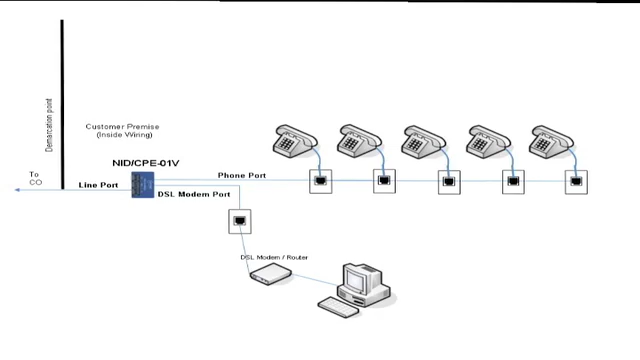 Demarcation point
Customer Premise
(Inside Wiring)
NID/CPE-01V
To
CO
Line Port
Phone Port
DSL Modem Port
DSL Modem / Router